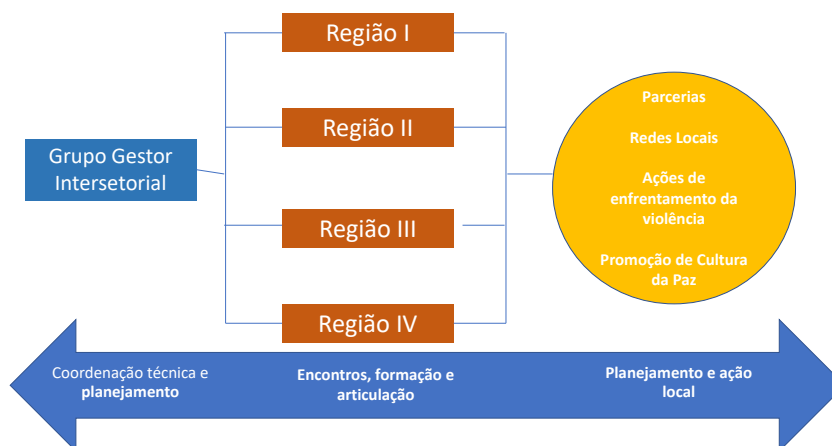 Região I
Região II
Grupo Gestor
Intersetorial
Região III
Região IV
Parcerias
Redes Locais
Ações de
enfrentamento da
violência
Promoção de Cultura
da Paz
Coordenação técnica e
planejamento
Encontros, formação e
articulação
Planejamento e ação
local